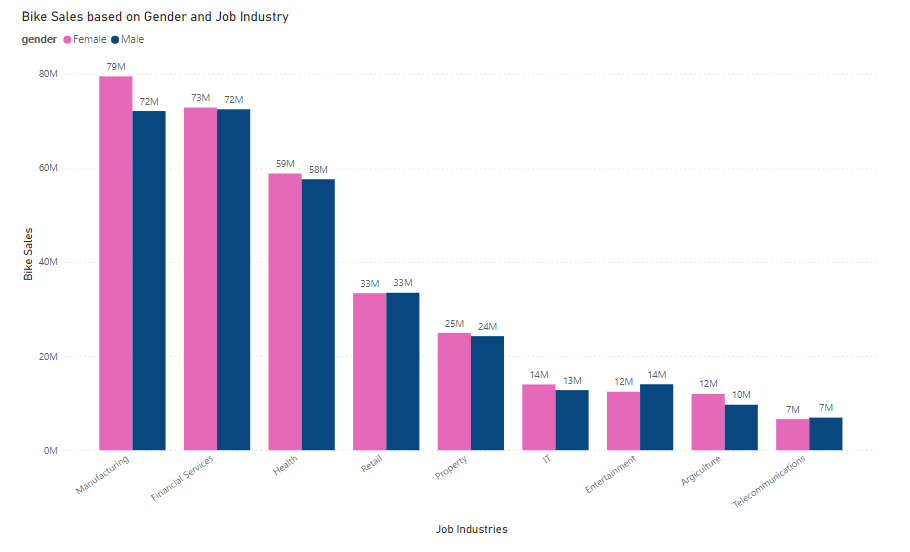 Bike Sales based on Gender and Job Industry
gender Female Male
79M
80M
72M
73M
72M
59M
58M
60M
33M
33M
40M
25M
24M
20M
14M
13M
12M
14M
12M
10M
7M
7M
0M
Bike Sales
Manufacturing
Financial Services
Health
Retail
Property
IT
Entertainment
Argiculture
Telecommunications
Job Industries